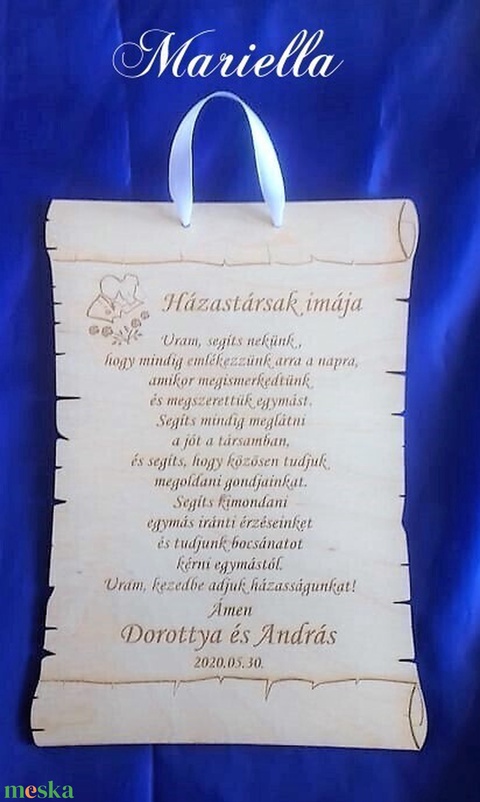 Mariella
Házastársak imája
Uram, segíts nekünk,
hogy mindig emlékezzünk arra a napra,
amikor megismerkedtünk
és megszerettük egymást.
Segíts mindig meglátni
a jót a társamban,
és segíts, hogy közösen tudjuk
megoldani gondjainkat.
Segíts kimondani
egymás iránti érzéseinket
és tudjunk bocsánatot
kérni egymástól.
Uram, kezedbe adjuk házasságunkat!
Ámen
Dorottya és András
2020.05.30.
meska